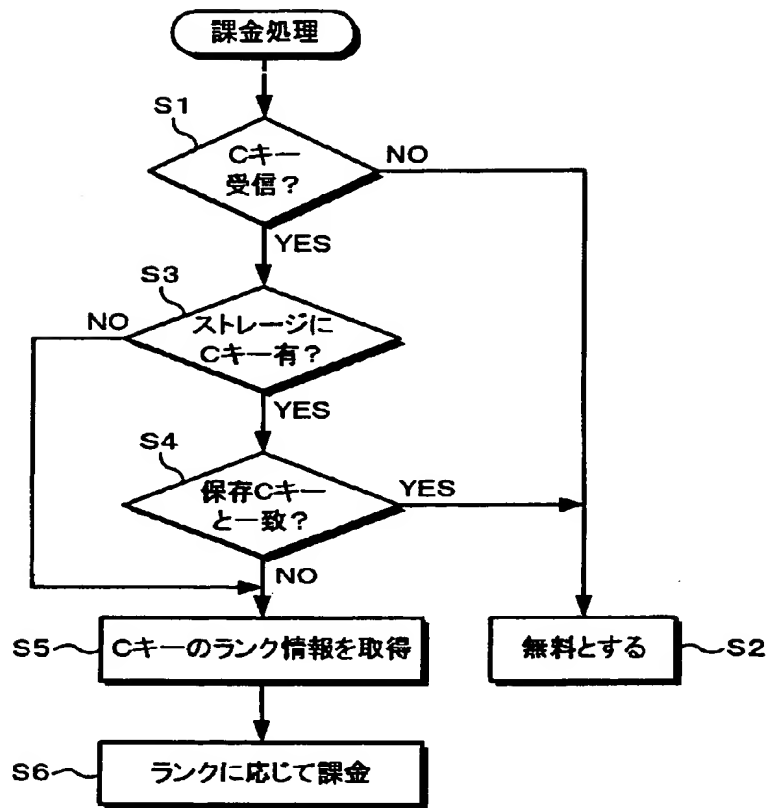 課金処理
S1
Cキー
受信？
NO
YES
S3
NO
ストレージに
Cキー有？
YES
S4
保存Cキー
と一致？
YES
NO
S5
Cキーのランク情報を取得
無料とする
S2
S6
ランクに応じて課金